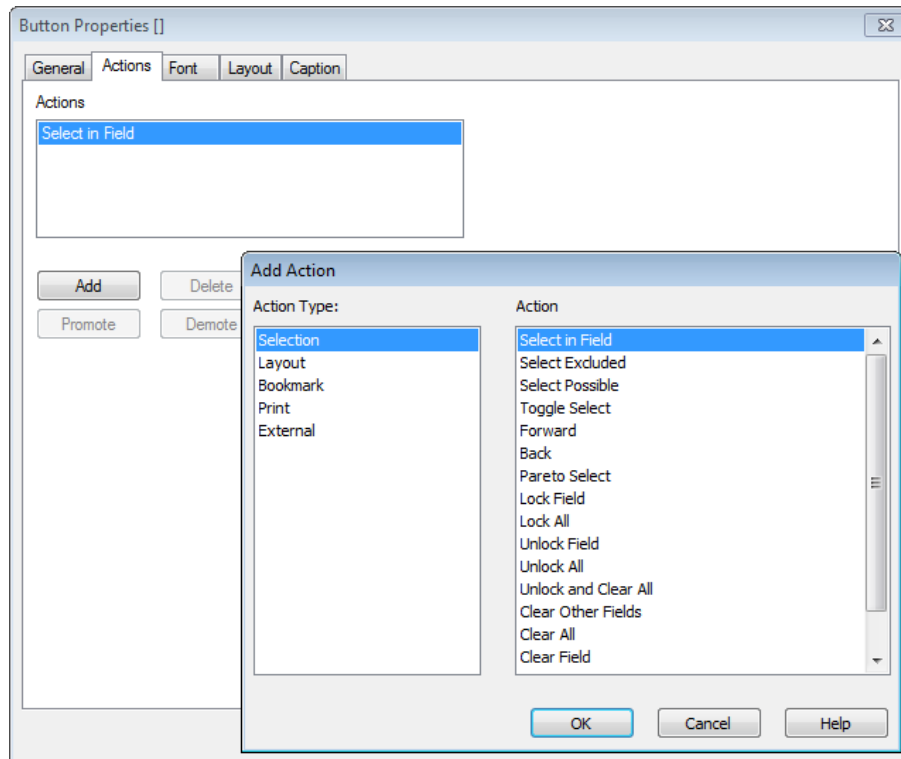 Button Properties []
General Actions Font Layout Caption
Actions
Select in Field
Add Delete
Promote Demote
Add Action
Action Type: Action
Selection
Layout
Bookmark
Print
External
Select in Field
Select Excluded
Select Possible
Toggle Select
Forward
Back
Pareto Select
Lock Field
Lock All
Unlock Field
Unlock All
Unlock and Clear All
Clear Other Fields
Clear All
Clear Field
OK Cancel Help